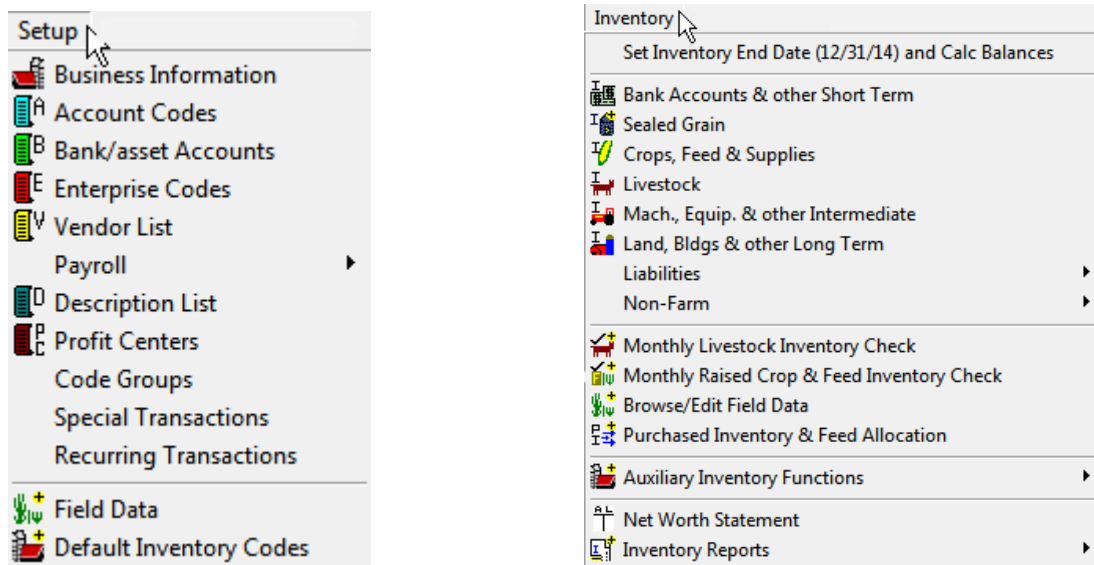 Setup
Business Information
Account Codes
Bank/asset Accounts
Enterprise Codes
Vendor List
Payroll
Description List
Profit Centers
Code Groups
Special Transactions
Recurring Transactions
Field Data
Default Inventory Codes
Inventory
Set Inventory End Date (12/31/14) and Calc Balances
Bank Accounts & other Short Term
Sealed Grain
Crops, Feed & Supplies
Livestock
Mach., Equip. & other Intermediate
Land, Bldgs & other Long Term
Liabilities
Non-Farm
Monthly Livestock Inventory Check
Monthly Raised Crop & Feed Inventory Check
Browse/Edit Field Data
Purchased Inventory & Feed Allocation
Auxiliary Inventory Functions
Net Worth Statement
Inventory Reports